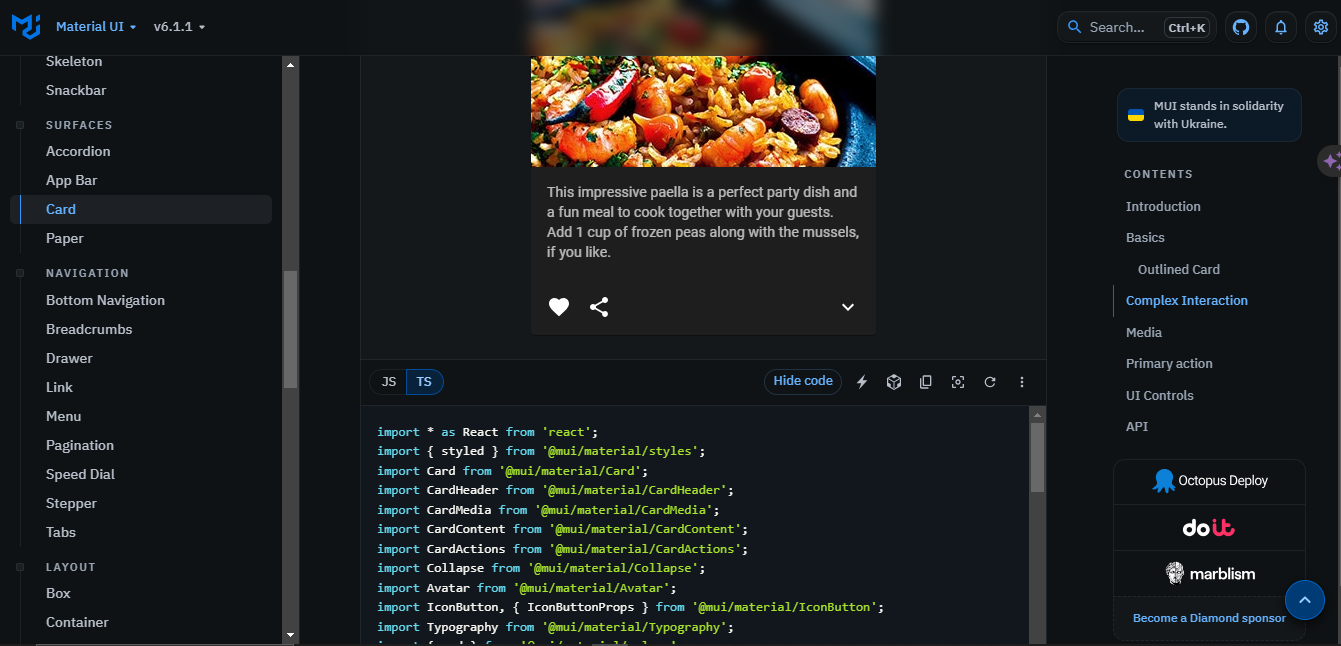 Material UI
v6.1.1
Search...
Ctrl+K
Skeleton
Snackbar
SURFACES
Accordion
App Bar
Card
Paper
NAVIGATION
Bottom Navigation
Breadcrumbs
Drawer
Link
Menu
Pagination
Speed Dial
Stepper
Tabs
LAYOUT
Box
Container
This impressive paella is a perfect party dish and
a fun meal to cook together with your guests.
Add 1 cup of frozen peas along with the mussels,
if you like.
JS
TS
Hide code
import * as React from 'react';
import { styled } from '@mui/material/styles';
import Card from '@mui/material/Card';
import CardHeader from '@mui/material/CardHeader';
import CardMedia from '@mui/material/CardMedia';
import CardContent from '@mui/material/CardContent';
import CardActions from '@mui/material/CardActions';
import Collapse from '@mui/material/Collapse';
import Avatar from '@mui/material/Avatar';
import IconButton, { IconButtonProps } from '@mui/material/IconButton';
import Typography from '@mui/material/Typography';
MUI stands in solidarity
with Ukraine.
CONTENTS
Introduction
Basics
Outlined Card
Complex Interaction
Media
Primary action
UI Controls
API
Octopus Deploy
doit
marblism
Become a Diamond sponsor